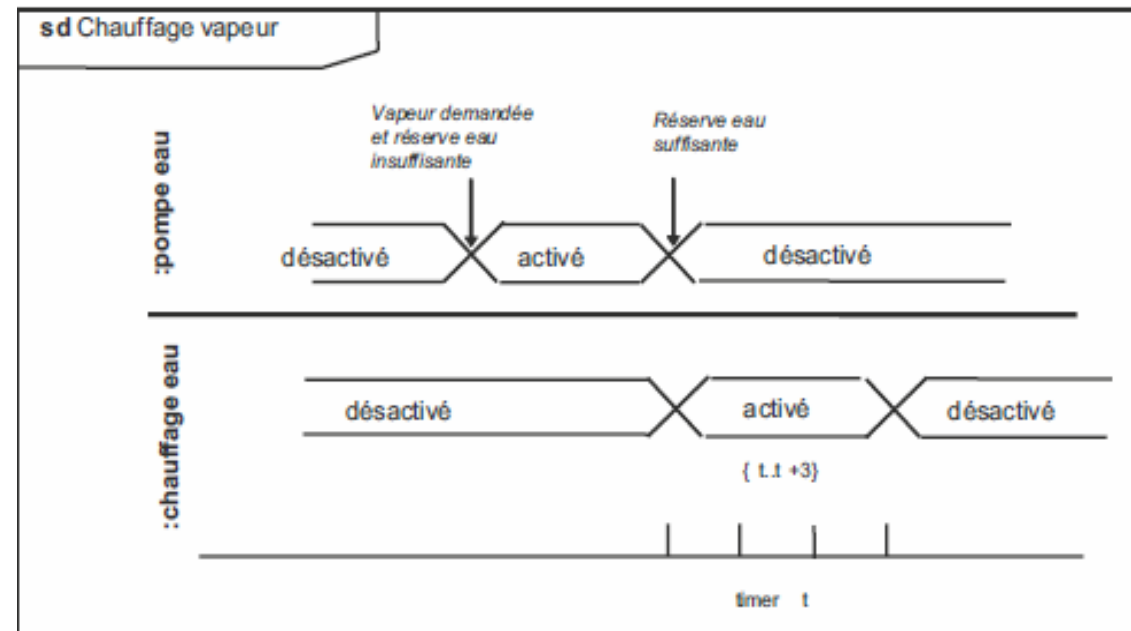 sd Chauffage vapeur
Vapeur demandée
et réserve eau
insuffisante
Réserve eau
suffisante
:pompe eau
désactivé
activé
désactivé
:chauffage eau
désactivé
activé
désactivé
{ t..t +3}
timer t